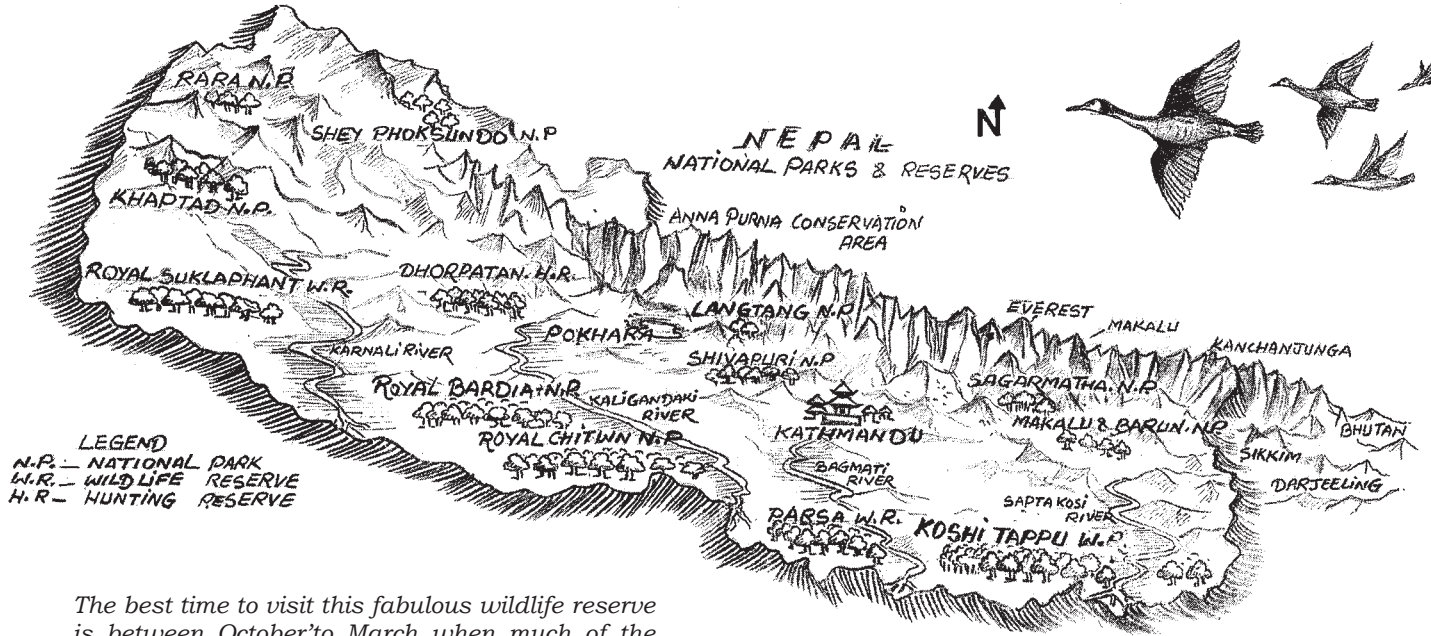 RARA N.P.
SHEY PHOKSUNDO N.P
N
NEPAL
NATIONAL PARKS & RESERVES
KHAPTAD N.P.
ANNA PURNA CONSERVATION
AREA
ROYAL SUKLAPHANT W.R.
DHORPATAN. H.R.
LANGTANG N.P
EVEREST
MAKALU
POKHARA
KANCHANJUNGA
KARNALI RIVER
SHIVAPURI N.P
SAGARMATHA. N.P.
ROYAL BARDIA N.P.
KALIGANDAKI
RIVER
MAKALU & BARUN. N.P.
BHUTAN
KATHMANDU
ROYAL CHITWN N.P
LEGEND
N.P. _ NATIONAL PARK
W.R. _ WILD LIFE RESERVE
H.R _ HUNTING RESERVE
SIKKIM
DARJEELING
BAGMATI
RIVER
SAPTA KOSI
RIVER
PARSA W.R.
KOSHI TAPPU W.P
The best time to visit this fabulous wildlife reserve
is between October'to March when much of the